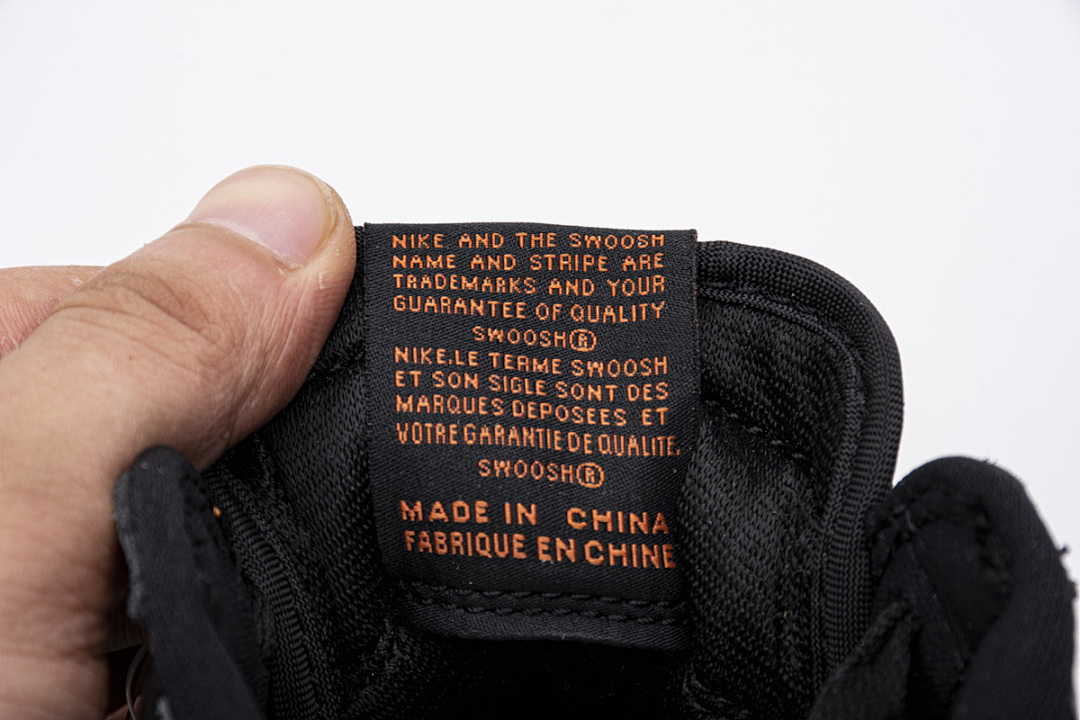 NIKE AND THE SWOOSH
NAME AND STRIPE ARE
TRADEMARKS AND YOUR
GUARANTEE OF QUALITY
SWOOSH®
NIKE.LE TERME SWOOSH
ET SON SIGLE SONT DES
MARQUES DEPOSEES ET
VOTRE GARANTIE DE QUALITE.
SWOOSH®
MADE IN CHINA
FABRIQUE EN CHINE